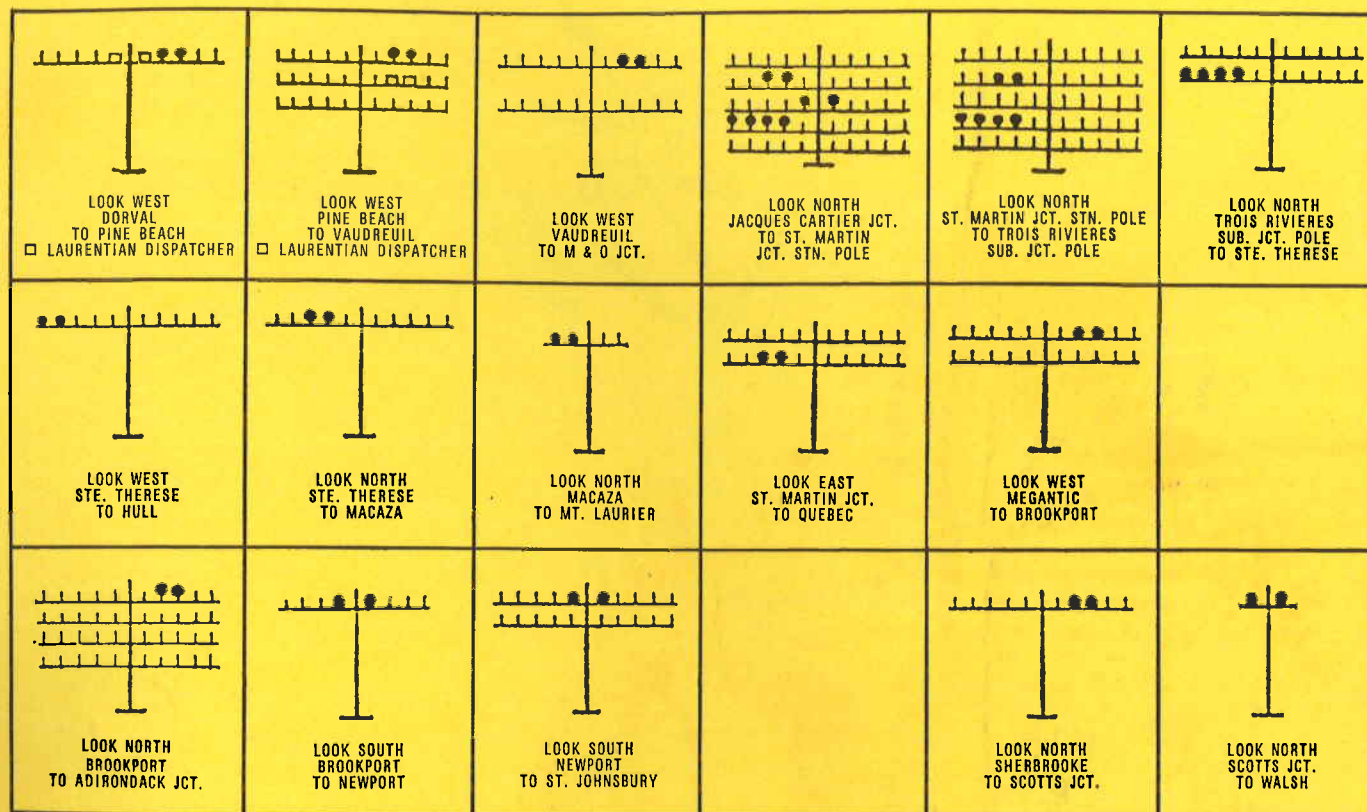 LOOK WEST
DORVAL
TO PINE BEACH
□ LAURENTIAN DISPATCHER
LOOK WEST
PINE BEACH
TO VAUDREUIL
□ LAURENTIAN DISPATCHER
LOOK WEST
VAUDREUIL
TO M & O JCT.
LOOK NORTH
JACQUES CARTIER JCT.
TO ST. MARTIN
JCT. STN. POLE
LOOK NORTH
ST. MARTIN JCT. STN. POLE
TO TROIS RIVIERES
SUB. JCT. POLE
LOOK NORTH
TROIS RIVIERES
SUB. JCT. POLE
TO STE. THERESE
LOOK WEST
STE. THERESE
TO HULL
LOOK NORTH
STE. THERESE
TO MACAZA
LOOK NORTH
MACAZA
TO MT. LAURIER
LOOK EAST
ST. MARTIN JCT.
TO QUEBEC
LOOK WEST
MEGANTIC
TO BROOKPORT
LOOK NORTH
BROOKPORT
TO ADIRONDACK JCT.
LOOK SOUTH
BROOKPORT
TO NEWPORT
LOOK SOUTH
NEWPORT
TO ST. JOHNSBURY
LOOK NORTH
SHERBROOKE
TO SCOTTS JCT.
LOOK NORTH
SCOTTS JCT.
TO WALSH